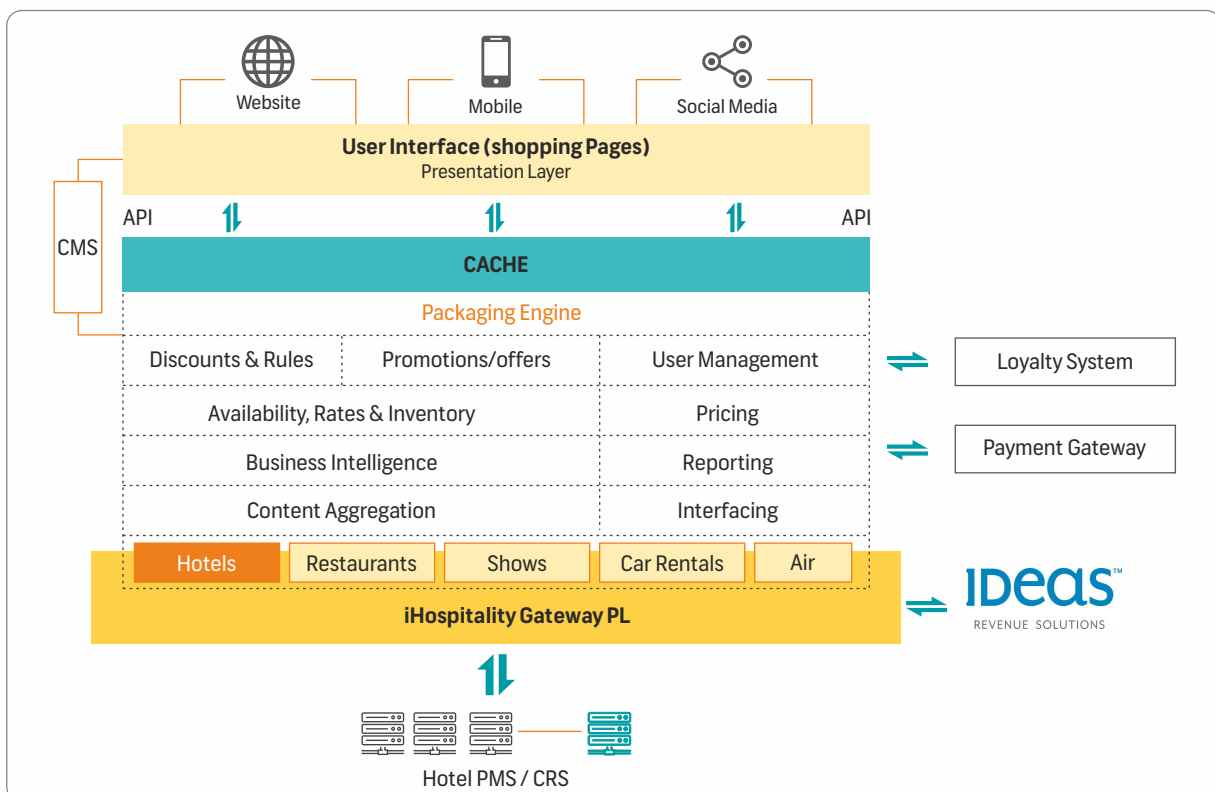 Website
Mobile
Social Media
User Interface (shopping Pages)
Presentation Layer
API
API
CMS
CACHE
Packaging Engine
Discounts & Rules
Promotions/offers
User Management
Loyalty System
Availability, Rates & Inventory
Pricing
Payment Gateway
Business Intelligence
Reporting
Content Aggregation
Interfacing
Hotels
Restaurants
Shows
Car Rentals
Air
iHospitality Gateway PL
IDeaS™
REVENUE SOLUTIONS
Hotel PMS / CRS